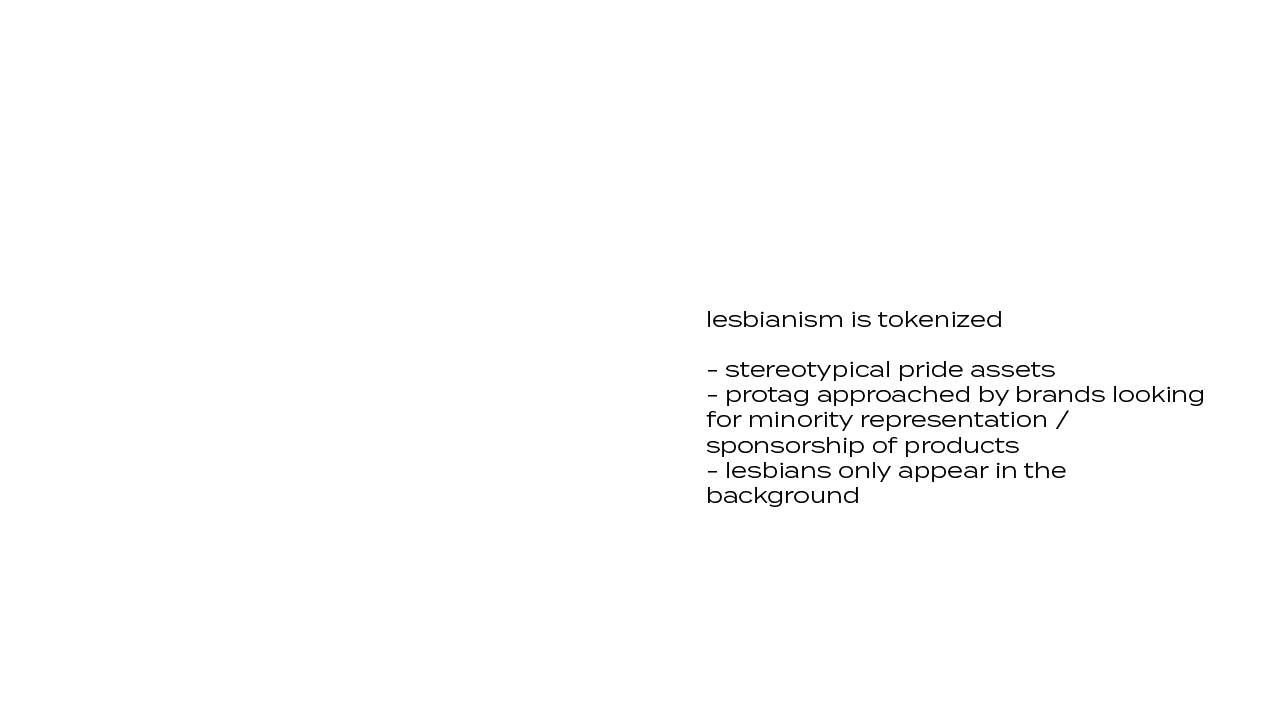 lesbianism is tokenized
- stereotypical pride assets
- protag approached by brands looking
for minority representation /
sponsorship of products
- lesbians only appear in the
background